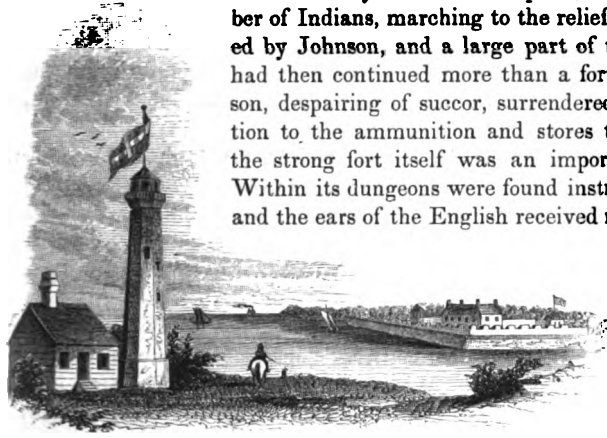 ber of Indians, marching to the relief
ed by Johnson, and a large part of
had then continued more than a for
son, despairing of succor, surrendered
tion to the ammunition and stores
the strong fort itself was an impor
Within its dungeons were found inst
and the ears of the English received